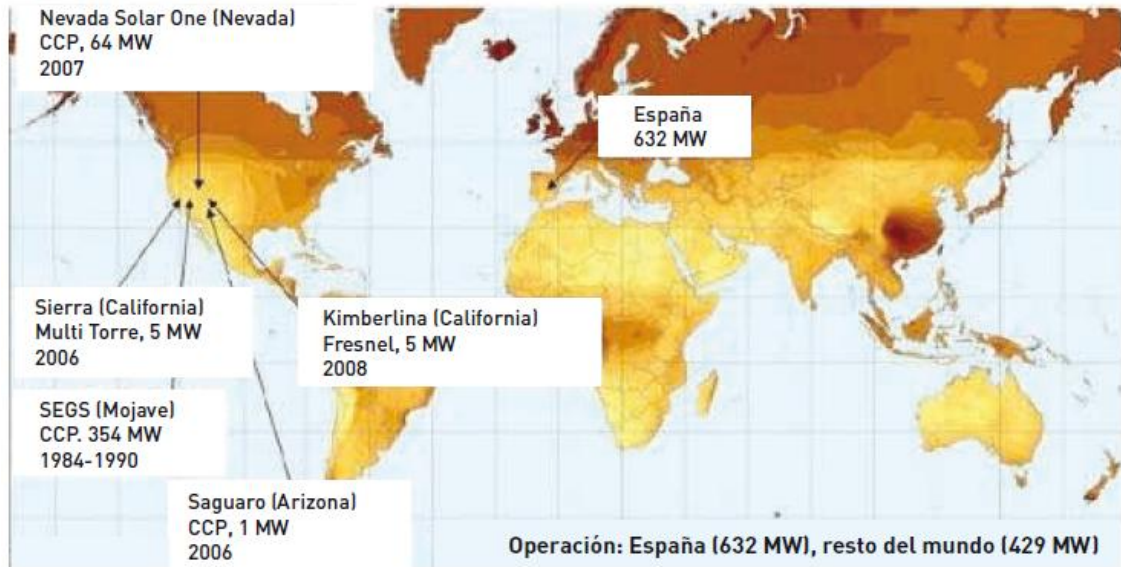 Nevada Solar One (Nevada)
CCP, 64 MW
2007
España
632 MW
Sierra (California)
Multi Torre, 5 MW
2006
Kimberlina (California)
Fresnel, 5 MW
2008
SEGS (Mojave)
CCP. 354 MW
1984-1990
Saguaro (Arizona)
CCP, 1 MW
2006
Operación: España (632 MW), resto del mundo (429 MW)